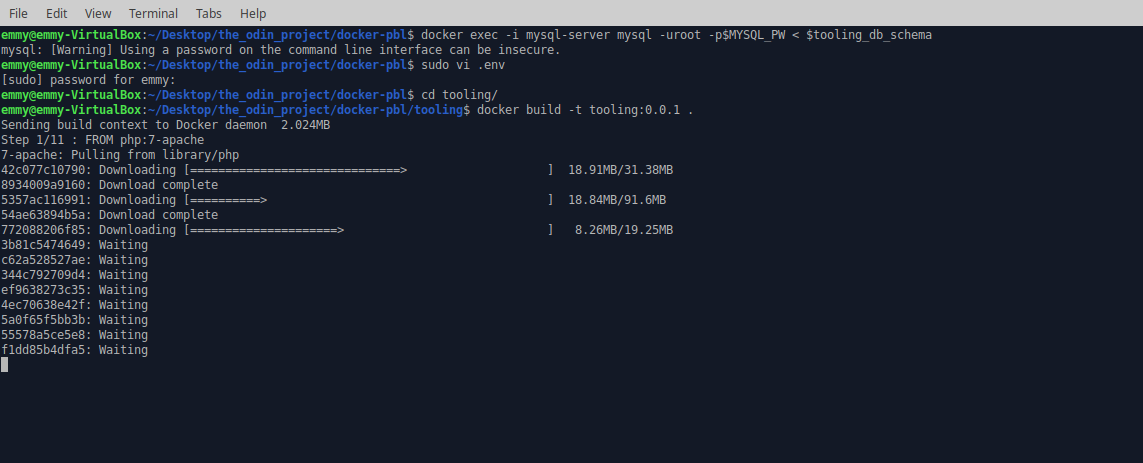 File Edit View Terminal Tabs Help
emmy@emmy-VirtualBox:~/Desktop/the_odin_project/docker-pbl$ docker exec -i mysql-server mysql -uroot -p$MYSQL_PW < $tooling_db_schema
mysql: [Warning] Using a password on the command line interface can be insecure.
emmy@emmy-VirtualBox:~/Desktop/the_odin_project/docker-pbl$ sudo vi .env
[sudo] password for emmy:
emmy@emmy-VirtualBox:~/Desktop/the_odin_project/docker-pbl$ cd tooling/
emmy@emmy-VirtualBox:~/Desktop/the_odin_project/docker-pbl/tooling$ docker build -t tooling:0.0.1 .
Sending build context to Docker daemon  2.024MB
Step 1/11 : FROM php:7-apache
7-apache: Pulling from library/php
42c077c10790: Downloading [==============================>                    ]  18.91MB/31.38MB
8934009a9160: Download complete
5357ac116991: Downloading [==========>                                        ]  18.84MB/91.6MB
54ae63894b5a: Download complete
772088206f85: Downloading [=====================>                             ]   8.26MB/19.25MB
3b81c5474649: Waiting
c62a528527ae: Waiting
344c792709d4: Waiting
ef9638273c35: Waiting
4ec70638e42f: Waiting
5a0f65f5bb3b: Waiting
55578a5ce5e8: Waiting
f1dd85b4dfa5: Waiting